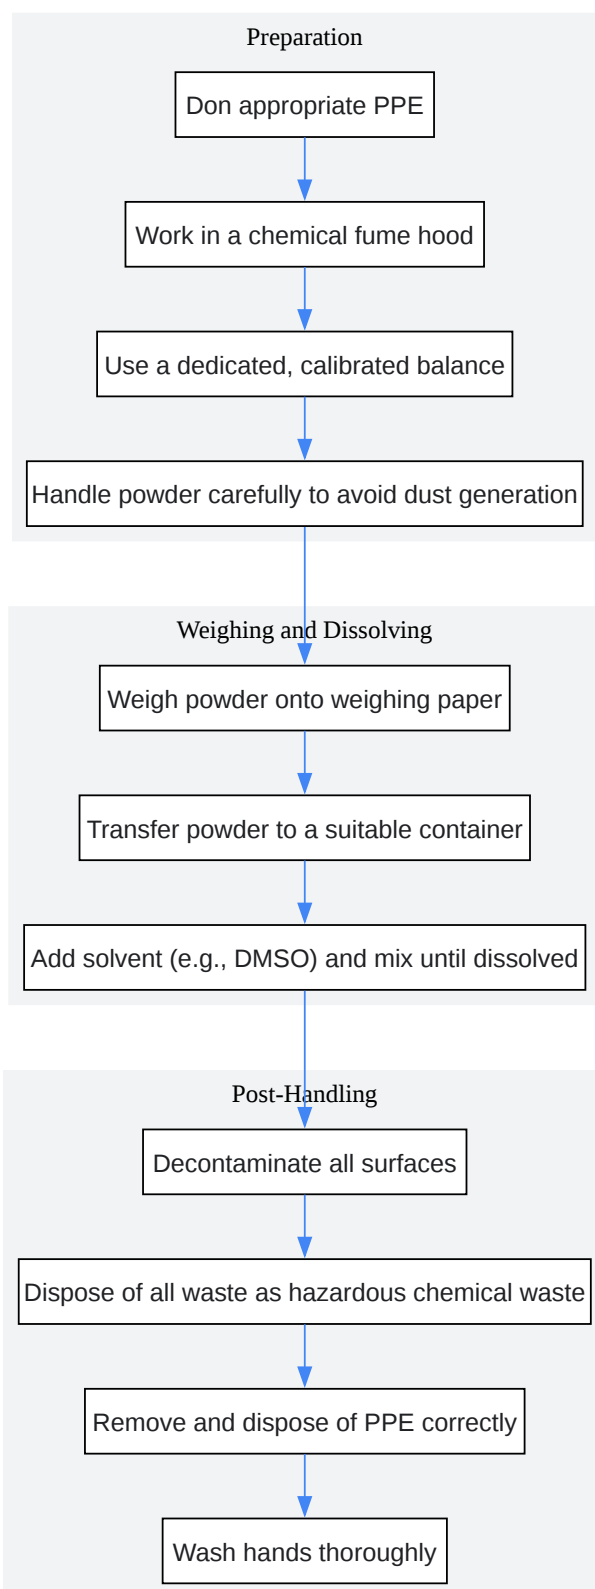 Preparation
Don appropriate PPE
Work in a chemical fume hood
Use a dedicated, calibrated balance
Handle powder carefully to avoid dust generation
Weighing and Dissolving
Weigh powder onto weighing paper
Transfer powder to a suitable container
Add solvent (e.g., DMSO) and mix until dissolved
Post-Handling
Decontaminate all surfaces
Dispose of all waste as hazardous chemical waste
Remove and dispose of PPE correctly
Wash hands thoroughly